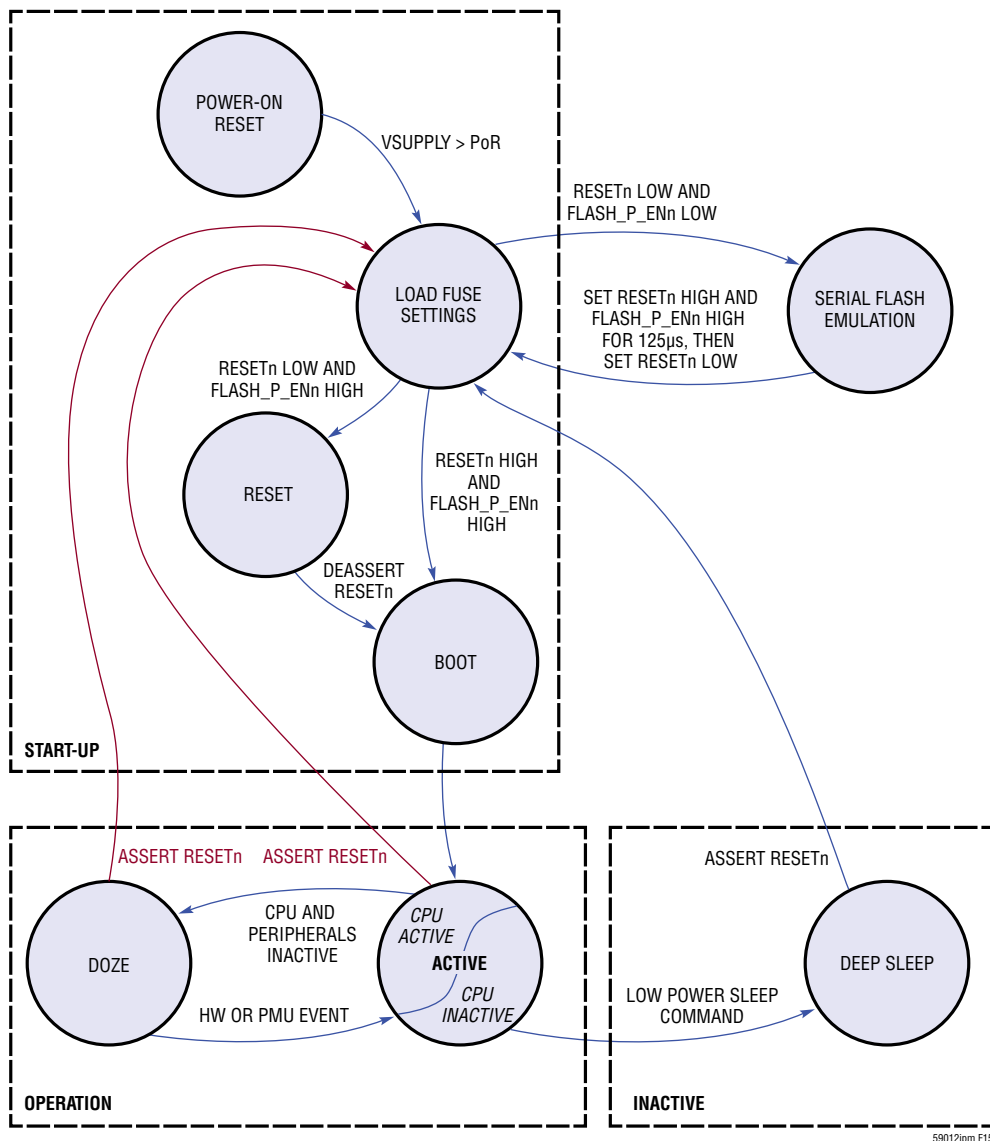 POWER-ON
RESET
VSUPPLY > PoR
RESETn LOW AND
FLASH_P_ENn LOW
LOAD FUSE
SETTINGS
SET RESETn HIGH AND
FLASH_P_ENn HIGH
FOR 125µs, THEN
SET RESETn LOW
SERIAL FLASH
EMULATION
RESETn LOW AND
FLASH_P_ENn HIGH
RESET
RESETn HIGH
AND
FLASH_P_ENn
HIGH
DEASSERT
RESETn
BOOT
START-UP
ASSERT RESETn
ASSERT RESETn
ASSERT RESETn
CPU AND
PERIPHERALS
INACTIVE
DOZE
CPU
ACTIVE
ACTIVE
CPU
INACTIVE
HW OR PMU EVENT
LOW POWER SLEEP
COMMAND
DEEP SLEEP
OPERATION
INACTIVE
59012ipm F15